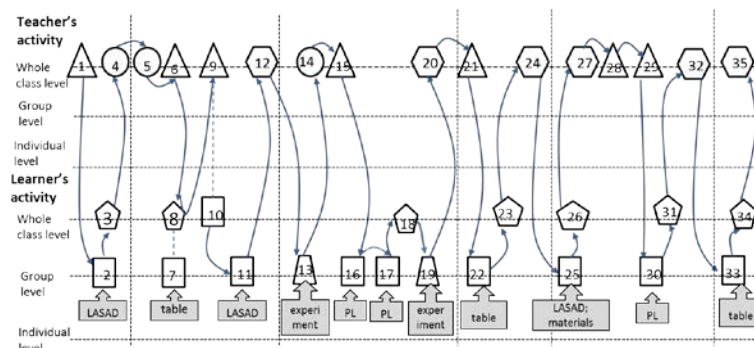 Teacher's
activity
Whole
class level
Group
level
Individual
level
Learner's
activity
Whole
class level
Group
level
Individual
level
1 4 5 6 9 12 14 15 20 21 24 27 28 29 32 35
3 8 10 18 23 26 31 34
2 7 11 13 16 17 19 22 25 30 33
LASAD
table
LASAD
experi
ment
PL
PL
exper
iment
table
LASAD;
materials
PL
table